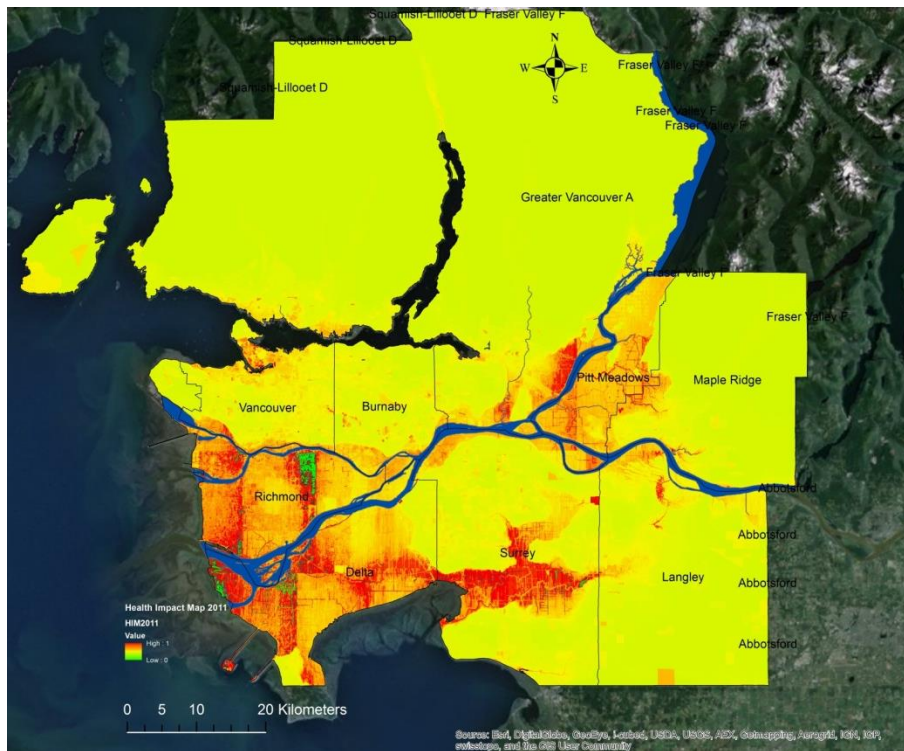 Squamish-Lillooet D
Fraser Valley F
Squamish-Lillooet D
N
W
E
S
Fraser Valley F
Squamish-Lillooet D
Fraser Valley F
Fraser Valley F
Greater Vancouver A
Fraser Valley F
Fraser Valley F
Pitt Meadows
Maple Ridge
Vancouver
Burnaby
Abbotsford
Richmond
Abbotsford
Surrey
Delta
Langley
Abbotsford
Health Impact Map 2011
HIM2011
Value
High : 1
Low : 0
Abbotsford
0 5 10 20 Kilometers
Source: Esri, DigitalGlobe, GeoEye, i-cubed, USDA, USGS, AEX, Getmapping, Aerogrid, IGN, IGP,
swisstopo, and the GIS User Community